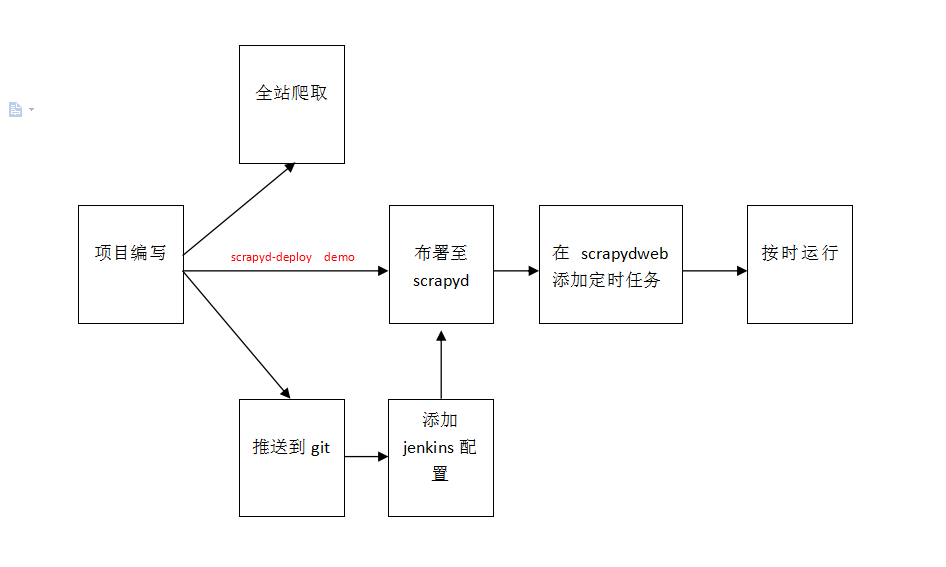 全站爬取
项目编写
scrapyd-deploy demo
布署至
scrapyd
在 scrapydweb
添加定时任务
按时运行
推送到 git
添加
jenkins 配
置